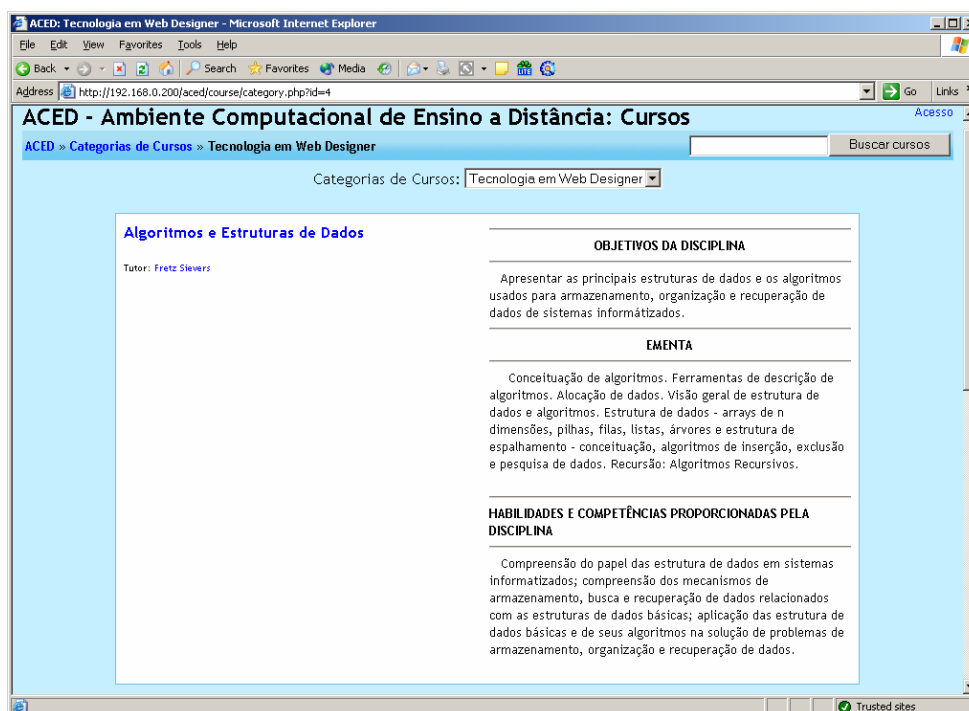 ACED: Tecnologia em Web Designer - Microsoft Internet Explorer
File Edit View Favorites Tools Help
Back Search Favorites Media
Address http://192.168.0.200/aced/course/category.php?id=4 Go Links
ACED - Ambiente Computacional de Ensino a Distância: Cursos
Acesso
ACED » Categorias de Cursos » Tecnologia em Web Designer
Buscar cursos
Categorias de Cursos: Tecnologia em Web Designer
Algoritmos e Estruturas de Dados
Tutor: Fretz Sievers
OBJETIVOS DA DISCIPLINA
Apresentar as principais estruturas de dados e os algoritmos
usados para armazenamento, organização e recuperação de
dados de sistemas informátizados.
EMENTA
Conceituação de algoritmos. Ferramentas de descrição de
algoritmos. Alocação de dados. Visão geral de estrutura de
dados e algoritmos. Estrutura de dados - arrays de n
dimensões, pilhas, filas, listas, árvores e estrutura de
espalhamento - conceituação, algoritmos de inserção, exclusão
e pesquisa de dados. Recursão: Algoritmos Recursivos.
HABILIDADES E COMPETÊNCIAS PROPORCIONADAS PELA
DISCIPLINA
Compreensão do papel das estrutura de dados em sistemas
informatizados; compreensão dos mecanismos de
armazenamento, busca e recuperação de dados relacionados
com as estruturas de dados básicas; aplicação das estrutura de
dados básicas e de seus algoritmos na solução de problemas de
armazenamento, organização e recuperação de dados.
Trusted sites